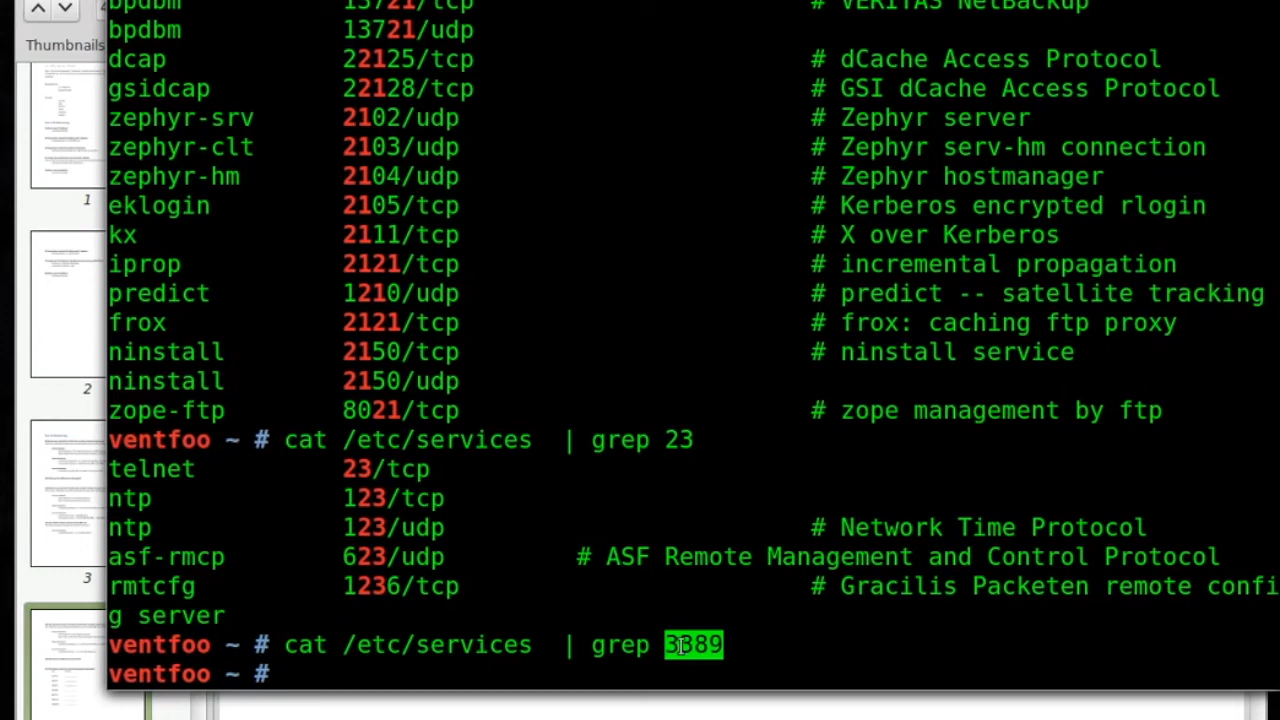 Thumbnails
1
2
3
bpdbm 13721/tcp # VERITAS NetBackup
bpdbm 13721/udp
dcap 22125/tcp # dCache Access Protocol
gsidcap 22128/tcp # GSI dCache Access Protocol
zephyr-srv 2102/udp # Zephyr server
zephyr-clt 2103/udp # Zephyr serv-hm connection
zephyr-hm 2104/udp # Zephyr hostmanager
eklogin 2105/tcp # Kerberos encrypted rlogin
kx 2111/tcp # X over Kerberos
iprop 2121/tcp # incremental propagation
predict 1210/udp # predict -- satellite tracking
frox 2121/tcp # frox: caching ftp proxy
ninstall 2150/tcp # ninstall service
ninstall 2150/udp
zope-ftp 8021/tcp # zope management by ftp
ventfoo ~ # cat /etc/services | grep 23
telnet 23/tcp
ntp 123/tcp
ntp 123/udp # Network Time Protocol
asf-rmcp 623/udp # ASF Remote Management and Control Protocol
rmtcfg 1236/tcp # Gracilis Packeten remote confi
g server
ventfoo ~ # cat /etc/services | grep 3389
ventfoo ~ #